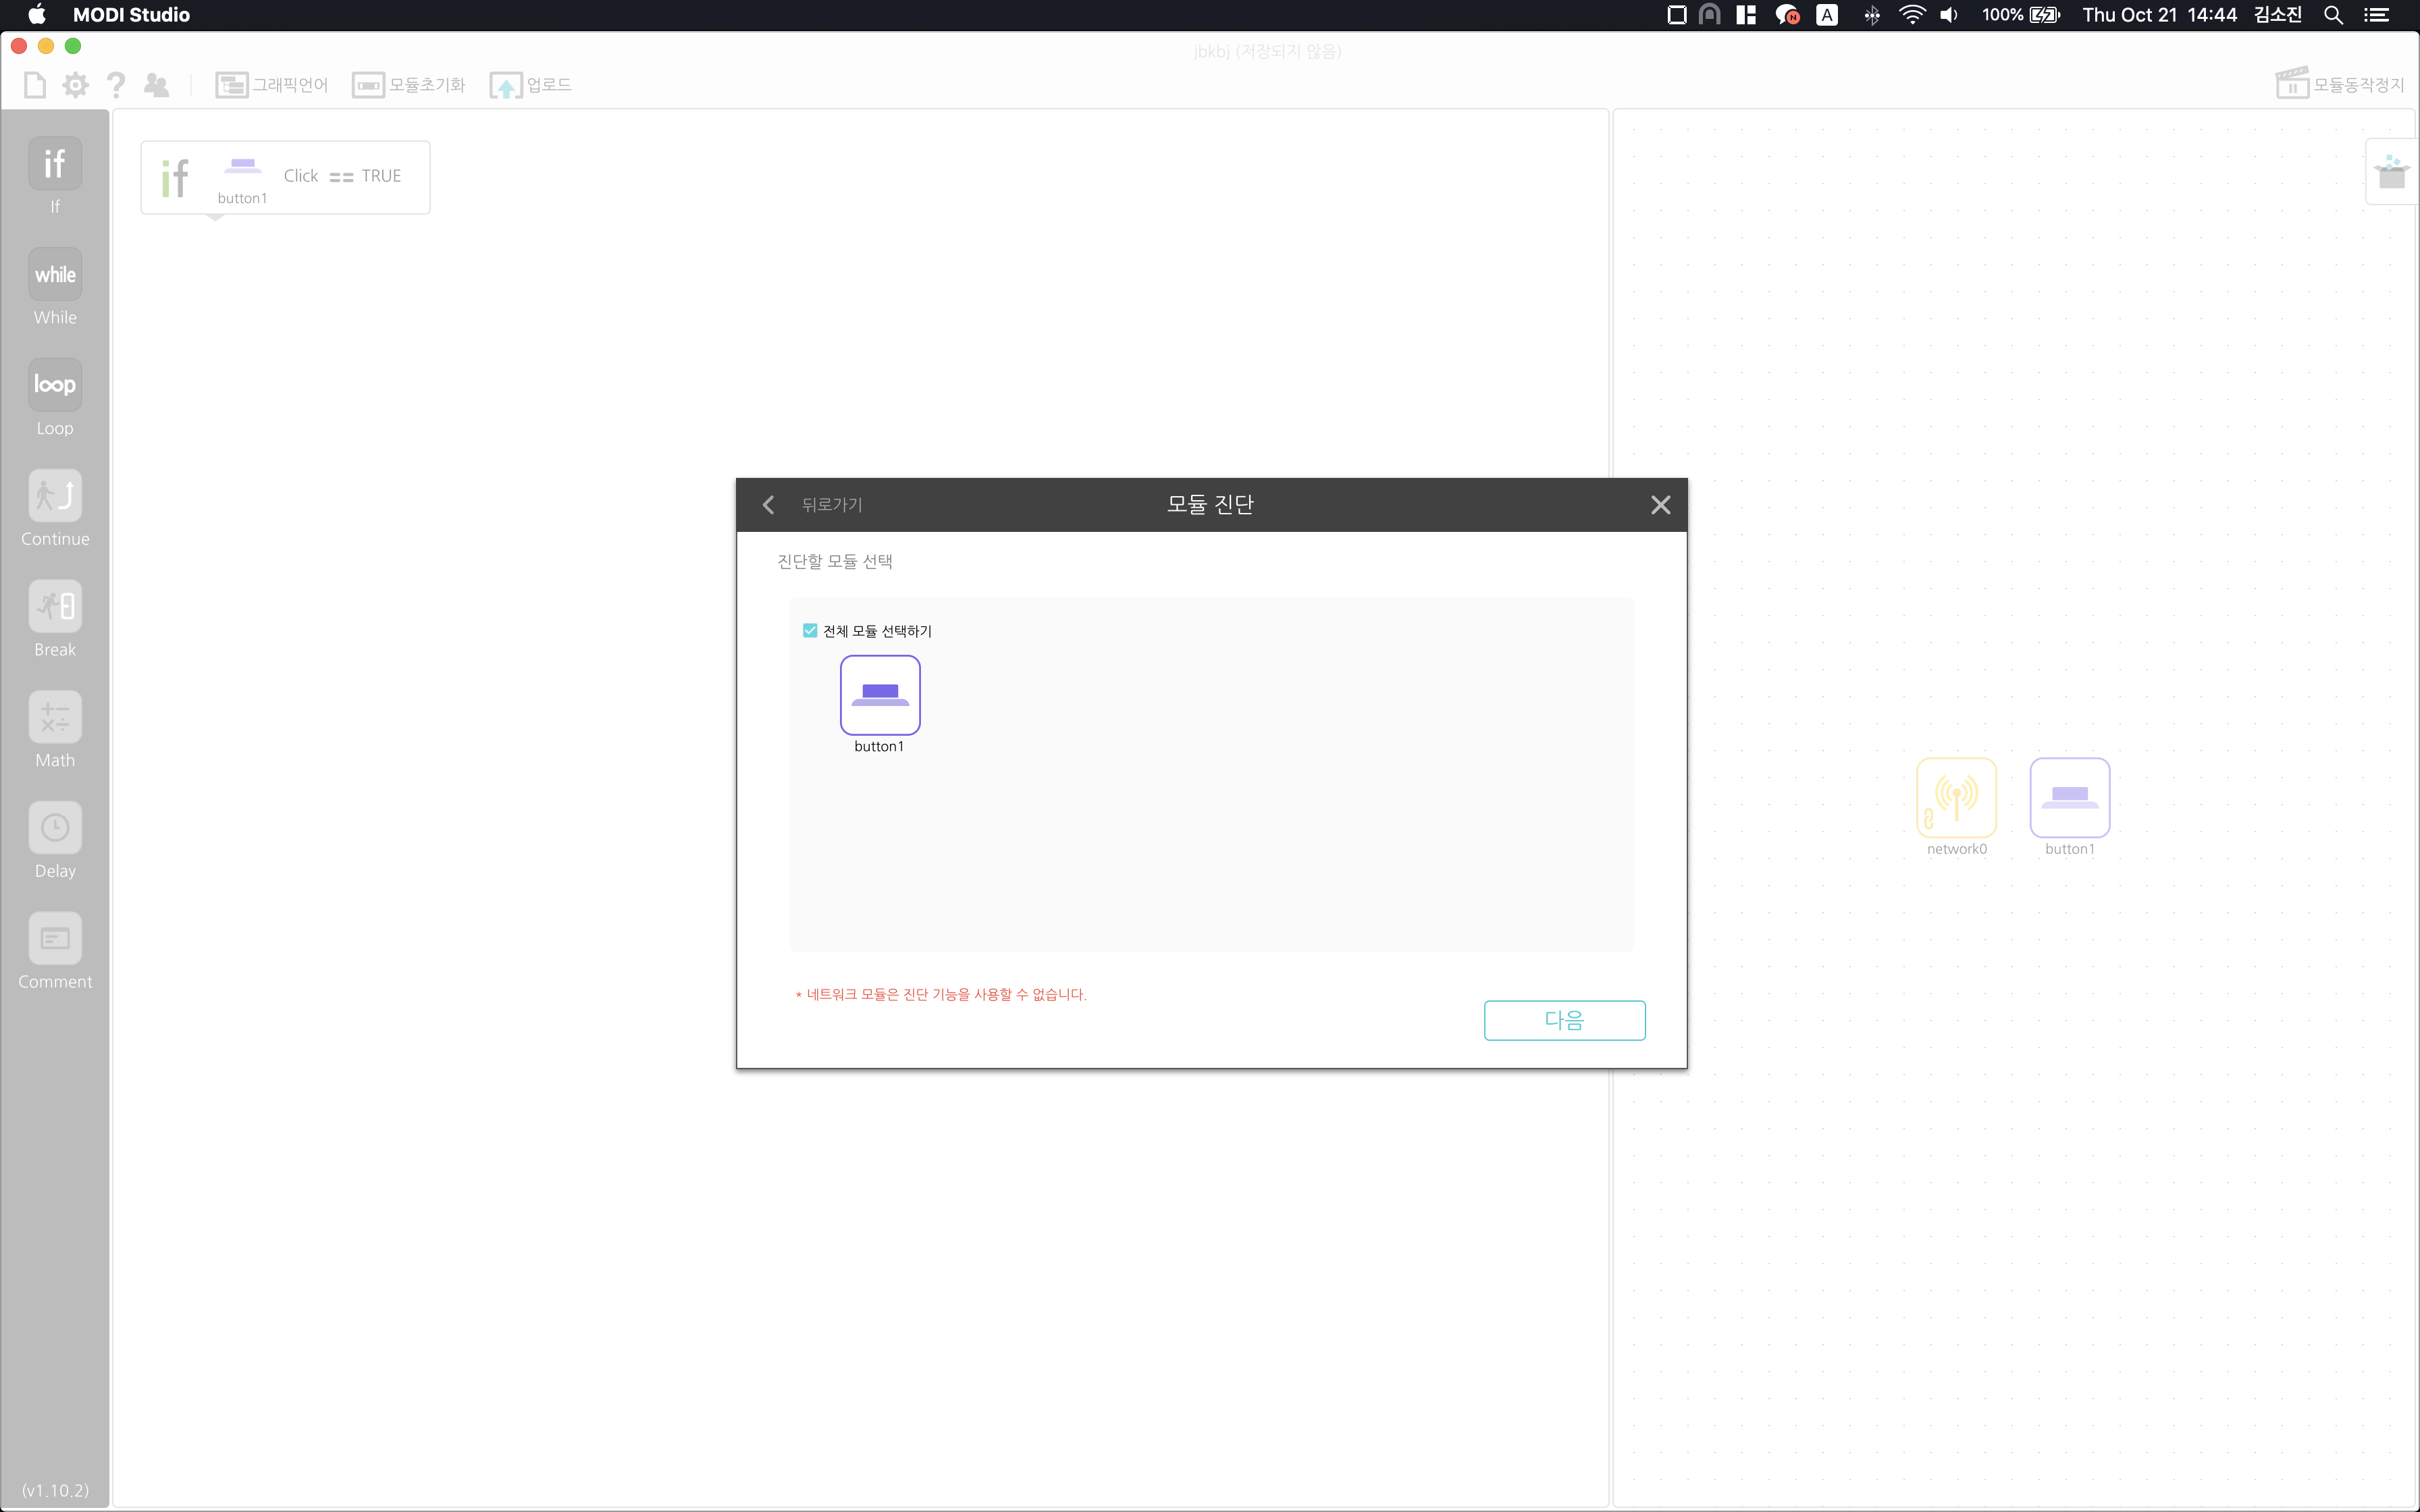 MODI Studio
A
100%
Thu Oct 21 14:44
김소진
jbkbj (저장되지 않음)
그래픽언어
모듈초기화
업로드
모듈동작정지
if
If
while
While
loop
Loop
Continue
Break
Math
Delay
Comment
(v1.10.2)
if
button1
Click == TRUE
뒤로가기
모듈 진단
진단할 모듈 선택
전체 모듈 선택하기
button1
* 네트워크 모듈은 진단 기능을 사용할 수 없습니다.
다음
network0
button1